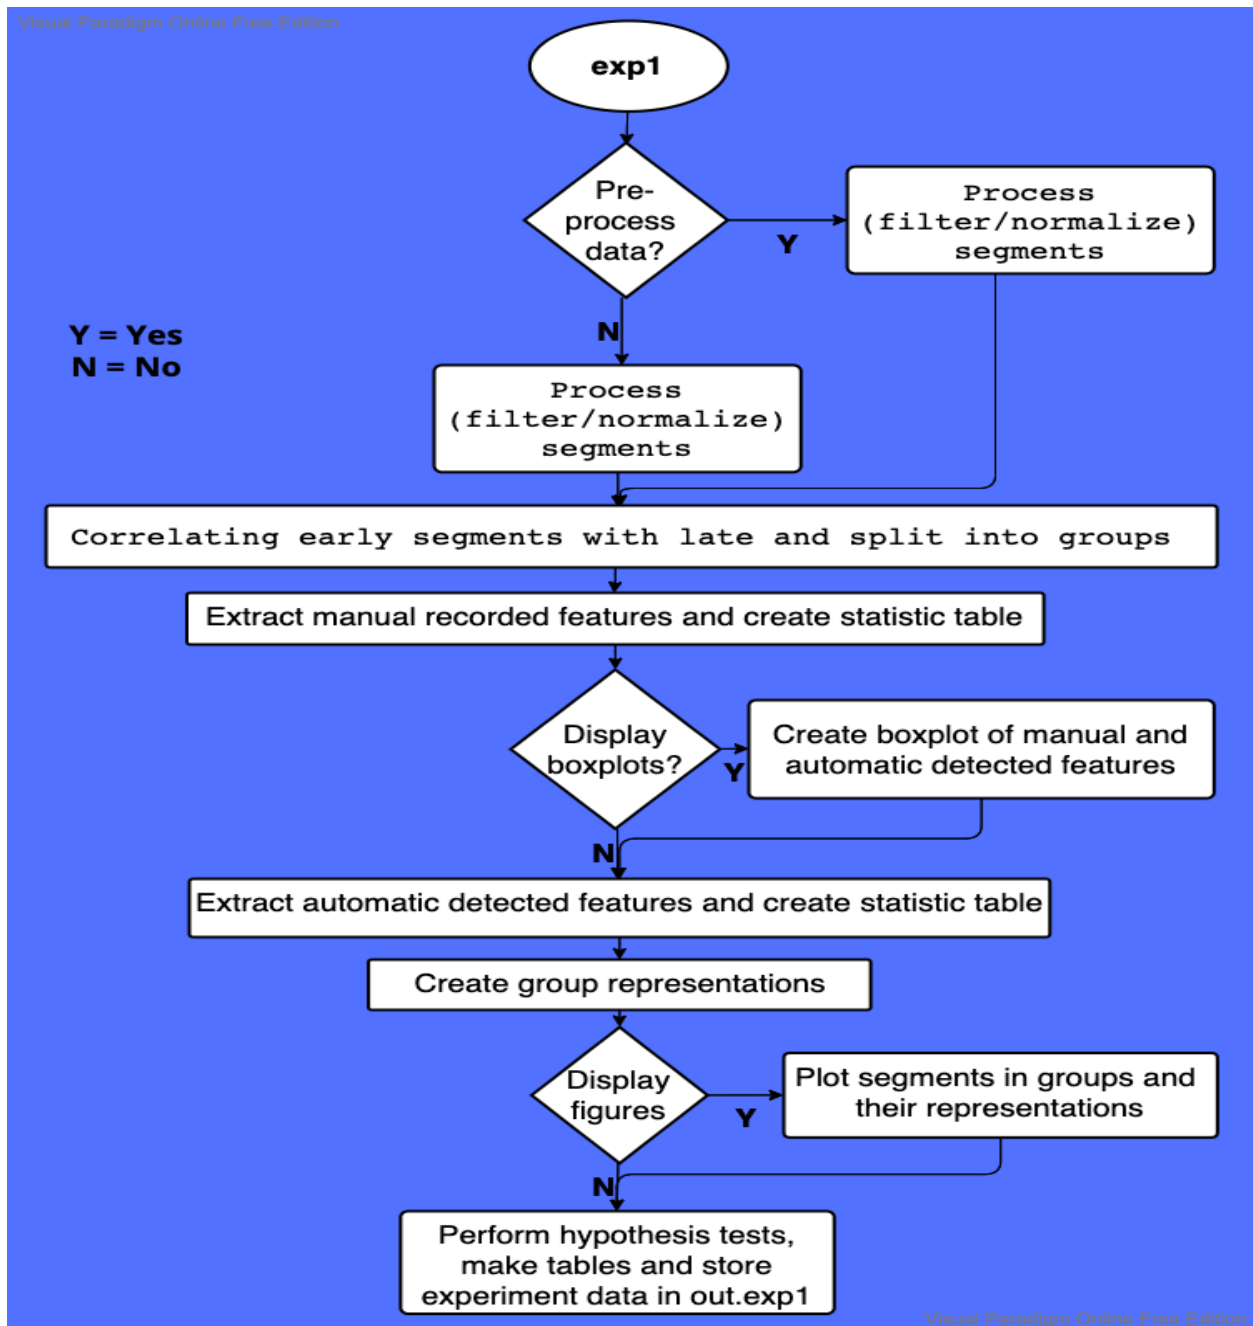 Visual Paradigm Online Free Edition
exp1
Pre-
process
data?
Y
Process
(filter/normalize)
segments
N
Y = Yes
N = No
Process
(filter/normalize)
segments
Correlating early segments with late and split into groups
Extract manual recorded features and create statistic table
Display
boxplots?
Y
Create boxplot of manual and
automatic detected features
N
Extract automatic detected features and create statistic table
Create group representations
Display
figures
Y
Plot segments in groups and
their representations
N
Perform hypothesis tests,
make tables and store
experiment data in out.exp1
Visual Paradigm Online Free Edition